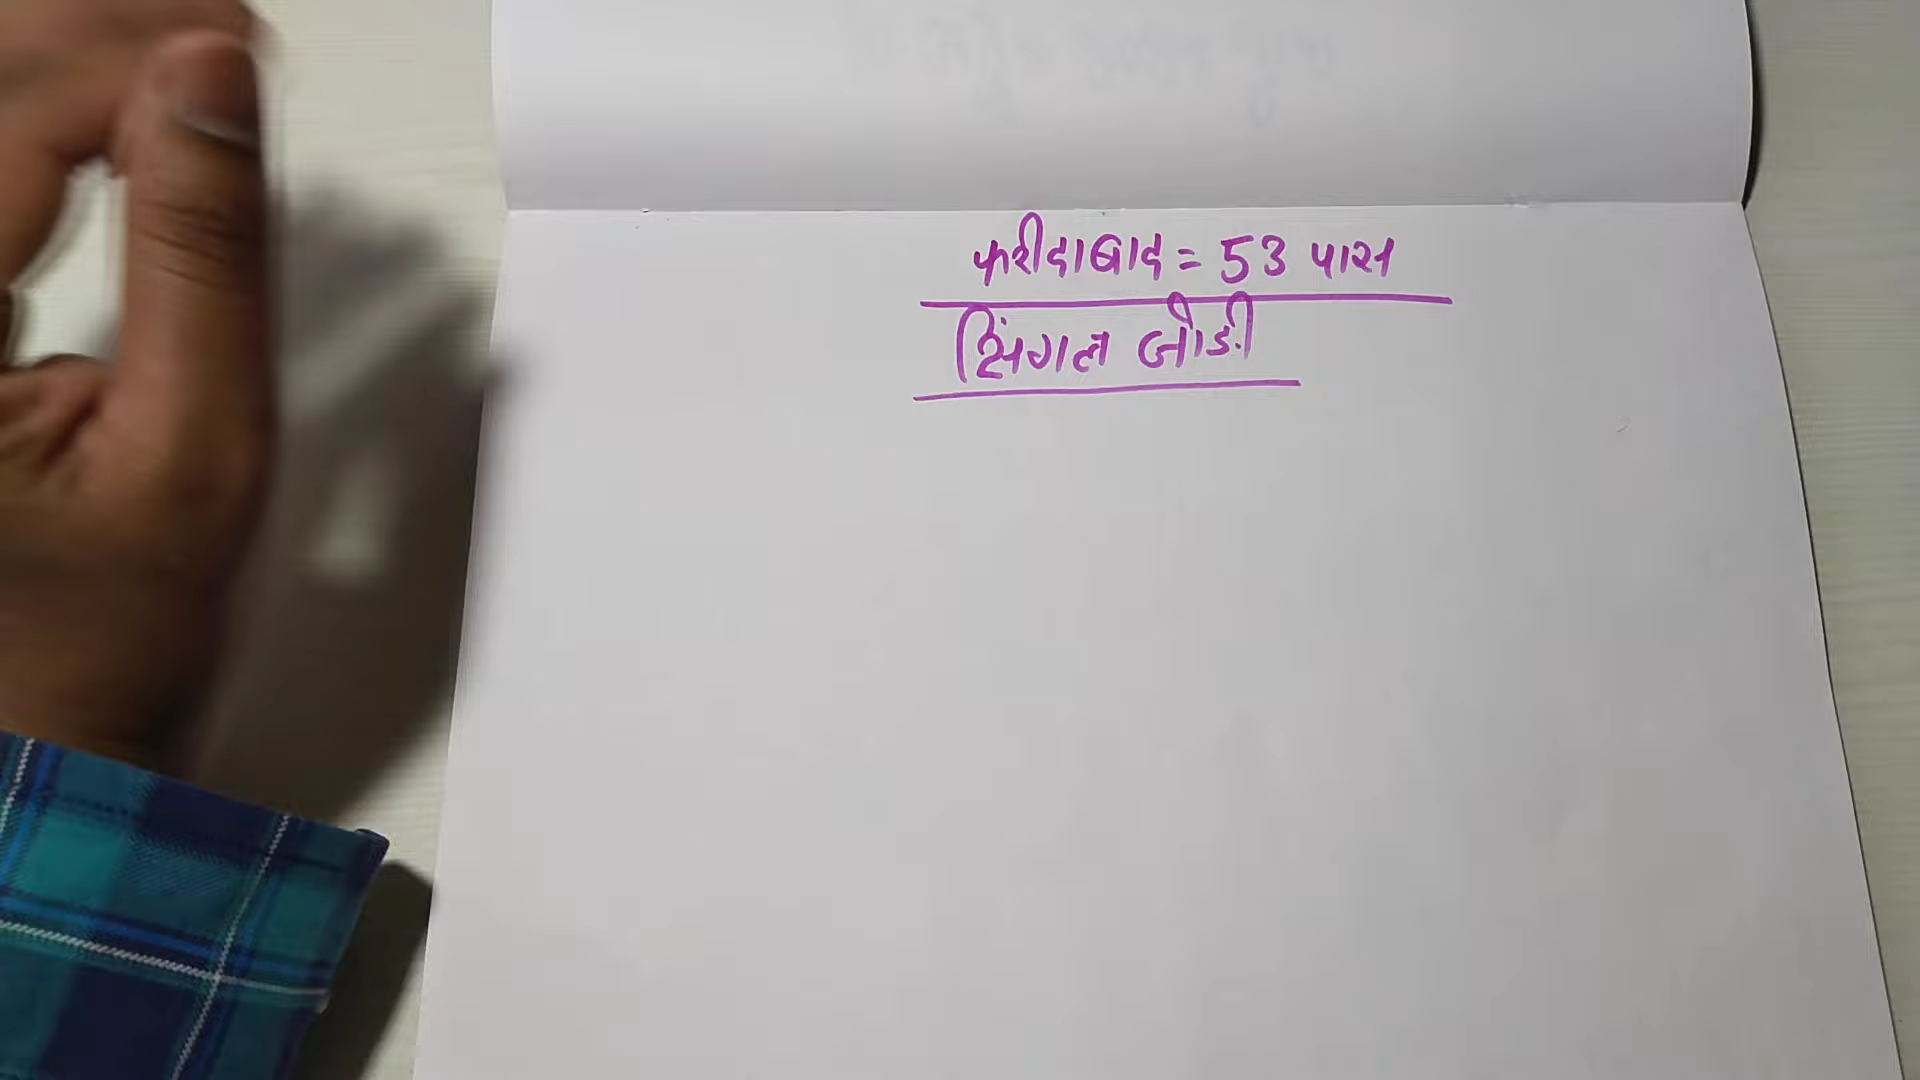 फरीदाबाद = 53 पास
सिंगल जोडी